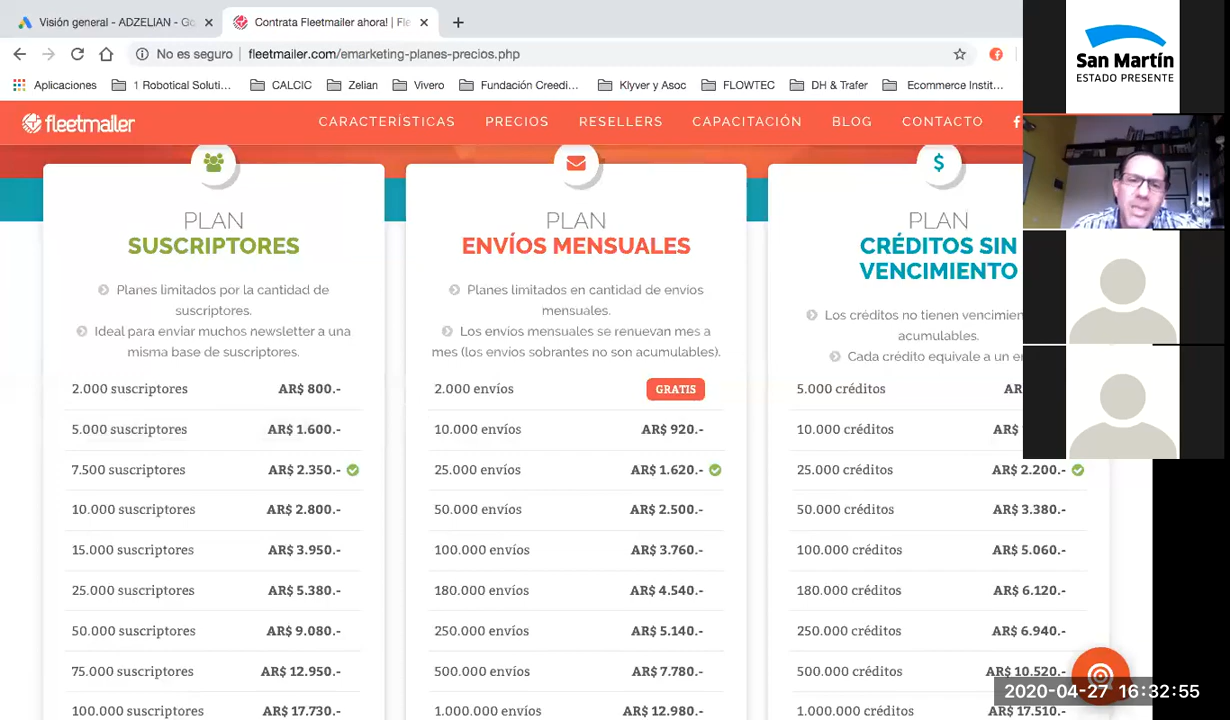 Visión general - ADZELIAN - Go
Contrata Fleetmailer ahora! | Fle
No es seguro
fleetmailer.com/emarketing-planes-precios.php
Aplicaciones
1 Robotical Soluti...
CALCIC
Zelian
Vivero
Fundación Creedi...
Klyver y Asoc
FLOWTEC
DH & Trafer
Ecommerce Instit...
San Martín
ESTADO PRESENTE
fleetmailer
CARACTERÍSTICAS
PRECIOS
RESELLERS
CAPACITACIÓN
BLOG
CONTACTO
PLAN
SUSCRIPTORES
Planes limitados por la cantidad de
suscriptores.
Ideal para enviar muchos newsletter a una
misma base de suscriptores.
2.000 suscriptores AR$ 800.-
5.000 suscriptores AR$ 1.600.-
7.500 suscriptores AR$ 2.350.-
10.000 suscriptores AR$ 2.800.-
15.000 suscriptores AR$ 3.950.-
25.000 suscriptores AR$ 5.380.-
50.000 suscriptores AR$ 9.080.-
75.000 suscriptores AR$ 12.950.-
100.000 suscriptores AR$ 17.730.-
PLAN
ENVÍOS MENSUALES
Planes limitados en cantidad de envíos
mensuales.
Los envios mensuales se renuevan mes a
mes (los envios sobrantes no son acumulables).
2.000 envíos GRATIS
10.000 envíos AR$ 920.-
25.000 envíos AR$ 1.620.-
50.000 envíos AR$ 2.500.-
100.000 envíos AR$ 3.760.-
180.000 envíos AR$ 4.540.-
250.000 envíos AR$ 5.140.-
500.000 envíos AR$ 7.780.-
1.000.000 envíos AR$ 12.980.-
$
PLAN
CRÉDITOS SIN
VENCIMIENTO
Los créditos no tienen vencimien
acumulables.
Cada crédito equivale a un e
5.000 créditos AR
10.000 créditos AR$
25.000 créditos AR$ 2.200.-
50.000 créditos AR$ 3.380.-
100.000 créditos AR$ 5.060.-
180.000 créditos AR$ 6.120.-
250.000 créditos AR$ 6.940.-
500.000 créditos AR$ 10.520.-
1.000.000 créditos AR$ 17.510.-
2020-04-27 16:32:55